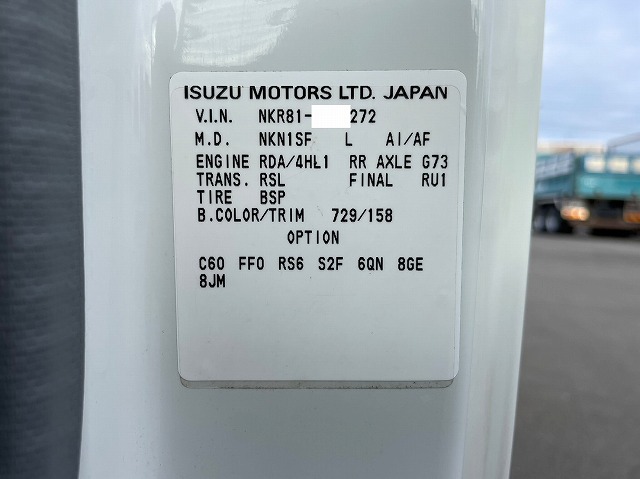 ISUZU MOTORS LTD. JAPAN
V.I.N. NKR81- 272
M.D. NKN1SF L AI/AF
ENGINE RDA/4HL1 RR AXLE G73
TRANS. RSL FINAL RU1
TIRE BSP
B.COLOR/TRIM 729/158
OPTION
C60 FF0 RS6 S2F 6QN 8GE
8JM